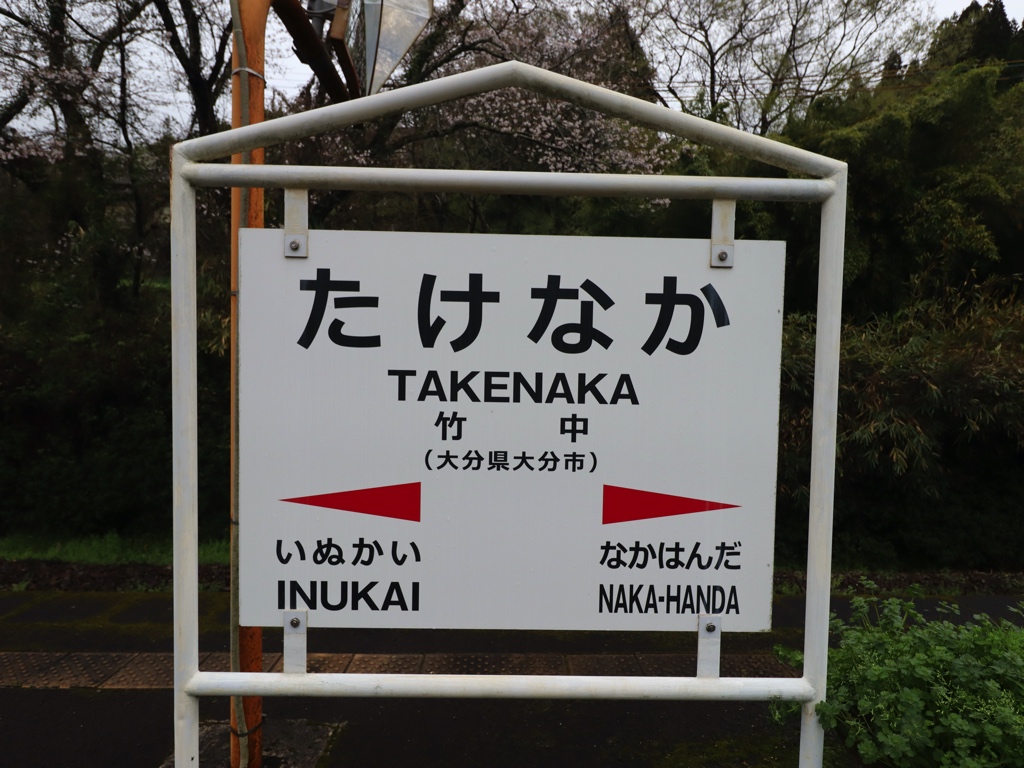 たけなか
TAKENAKA
竹中
(大分県大分市)
いぬかい なかはんだ
INUKAI NAKA-HANDA